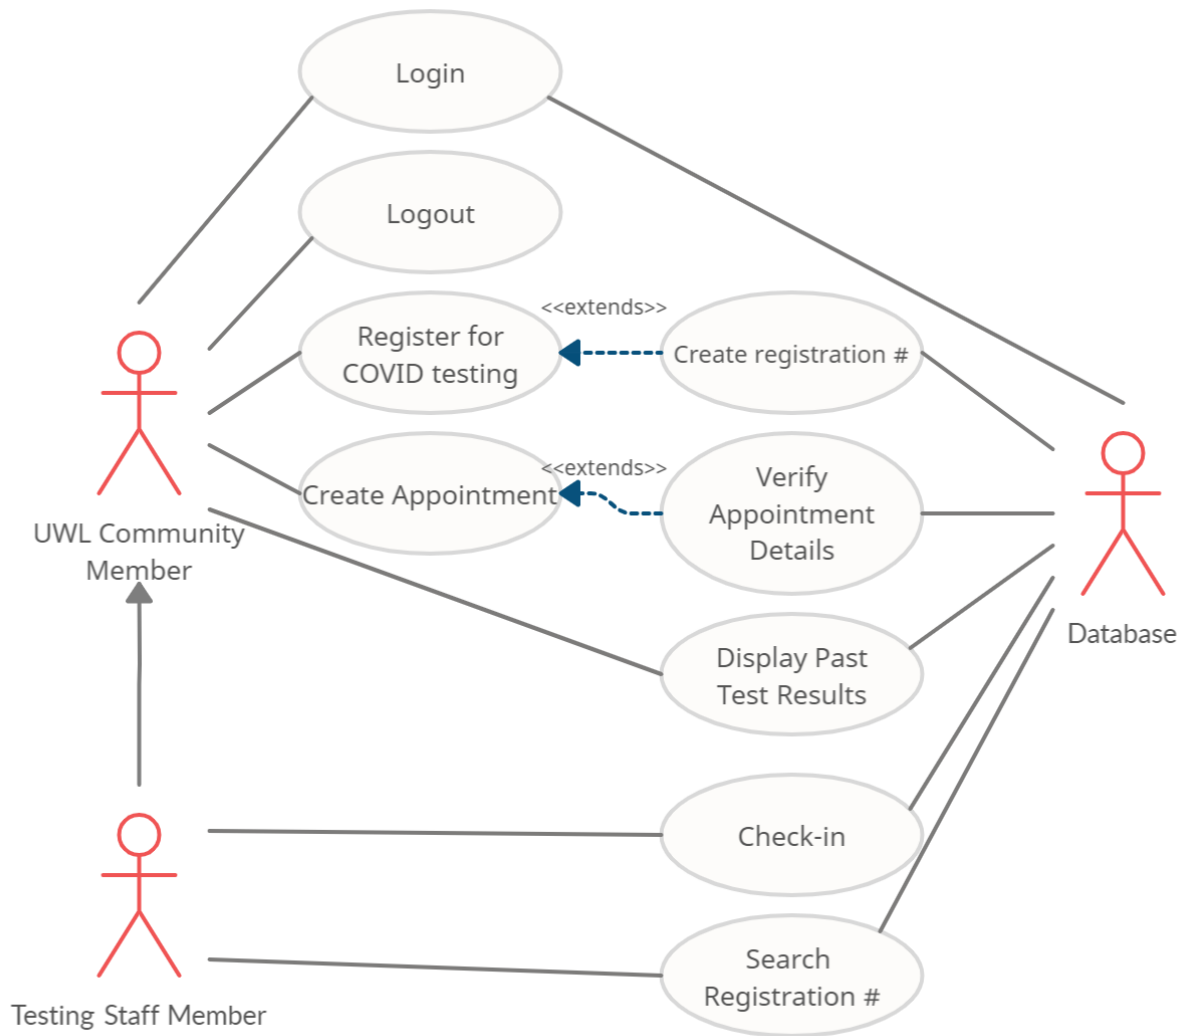 Login
Logout
<<extends>>
Register for
COVID testing
Create registration #
<<extends>>
Create Appointment
Verify
Appointment
Details
UWL Community
Member
Database
Display Past
Test Results
Check-in
Search
Registration #
Testing Staff Member